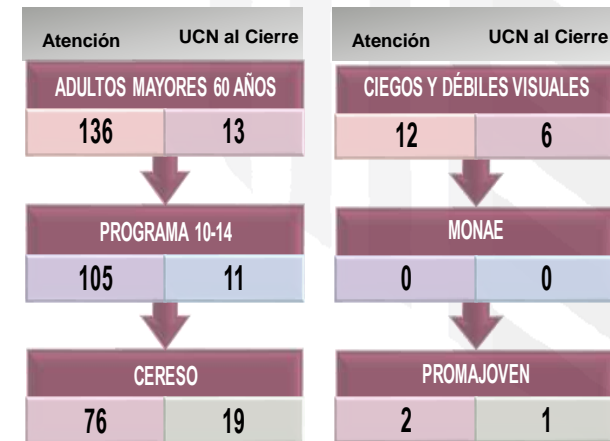 Atención UCN al Cierre
ADULTOS MAYORES 60 AÑOS
136 13
PROGRAMA 10-14
105 11
CERESO
76 19
Atención UCN al Cierre
CIEGOS Y DÉBILES VISUALES
12 6
MONAE
0 0
PROMAJOVEN
2 1